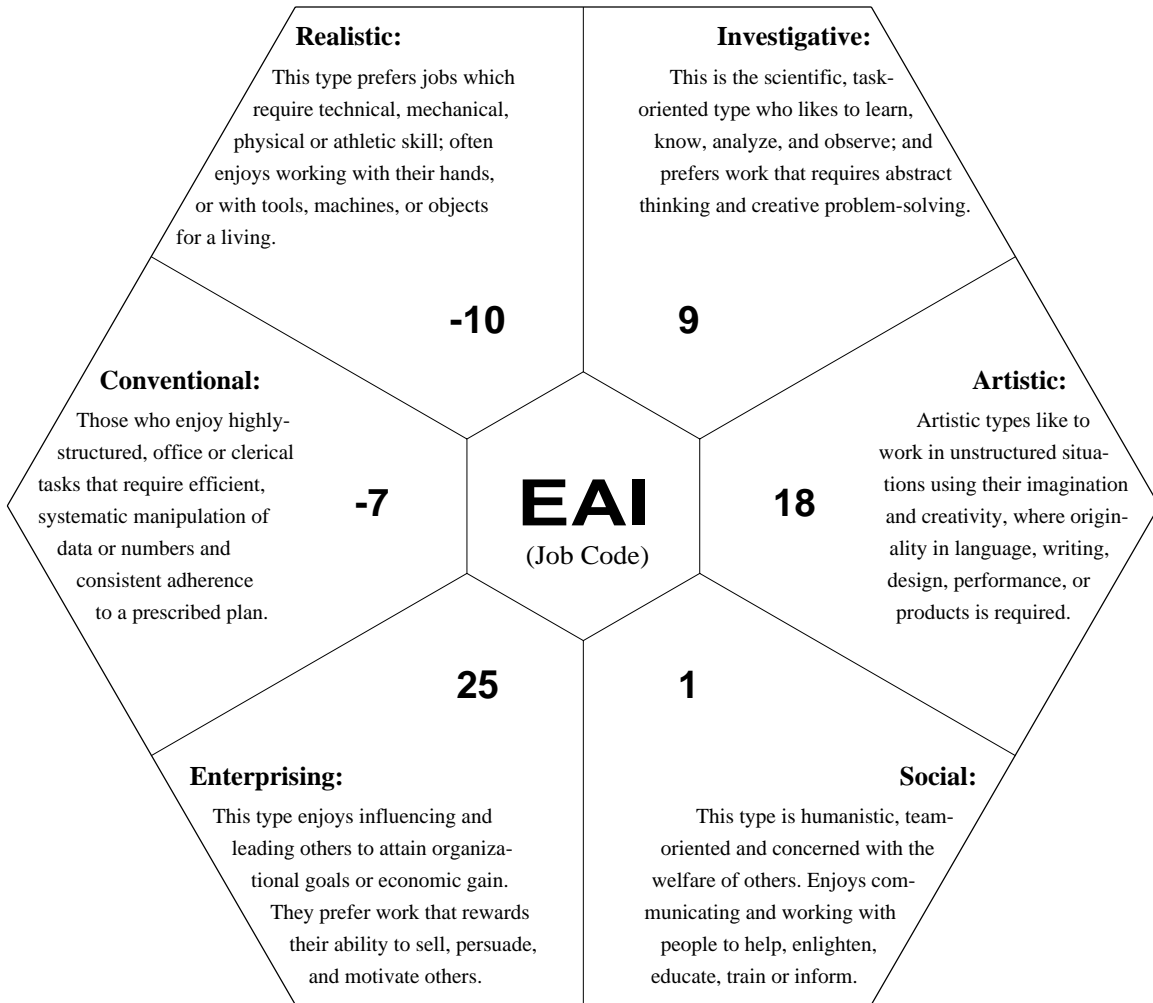 Realistic:
This type prefers jobs which
require technical, mechanical,
physical or athletic skill; often
enjoys working with their hands,
or with tools, machines, or objects
for a living.
-10
Investigative:
This is the scientific, task-
oriented type who likes to learn,
know, analyze, and observe; and
prefers work that requires abstract
thinking and creative problem-solving.
9
Conventional:
Those who enjoy highly-
structured, office or clerical
tasks that require efficient,
systematic manipulation of
data or numbers and
consistent adherence
to a prescribed plan.
-7
EAI
(Job Code)
Artistic:
Artistic types like to
work in unstructured situa-
tions using their imagination
and creativity, where origin-
ality in language, writing,
design, performance, or
products is required.
18
25
Enterprising:
This type enjoys influencing and
leading others to attain organiza-
tional goals or economic gain.
They prefer work that rewards
their ability to sell, persuade,
and motivate others.
1
Social:
This type is humanistic, team-
oriented and concerned with the
welfare of others. Enjoys com-
municating and working with
people to help, enlighten,
educate, train or inform.